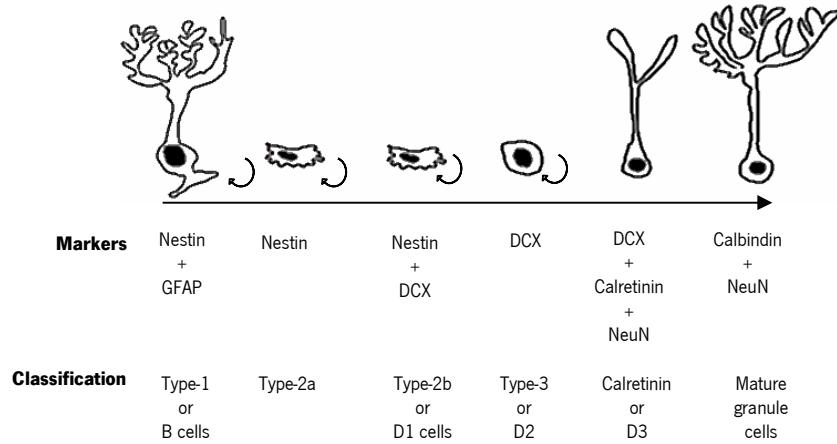 Markers
Nestin
+
GFAP
Nestin
Nestin
+
DCX
DCX
DCX
+
Calretinin
+
NeuN
Calbindin
+
NeuN
Classification
Type-1
or
B cells
Type-2a
Type-2b
or
D1 cells
Type-3
or
D2
Calretinin
or
D3
Mature
granule
cells